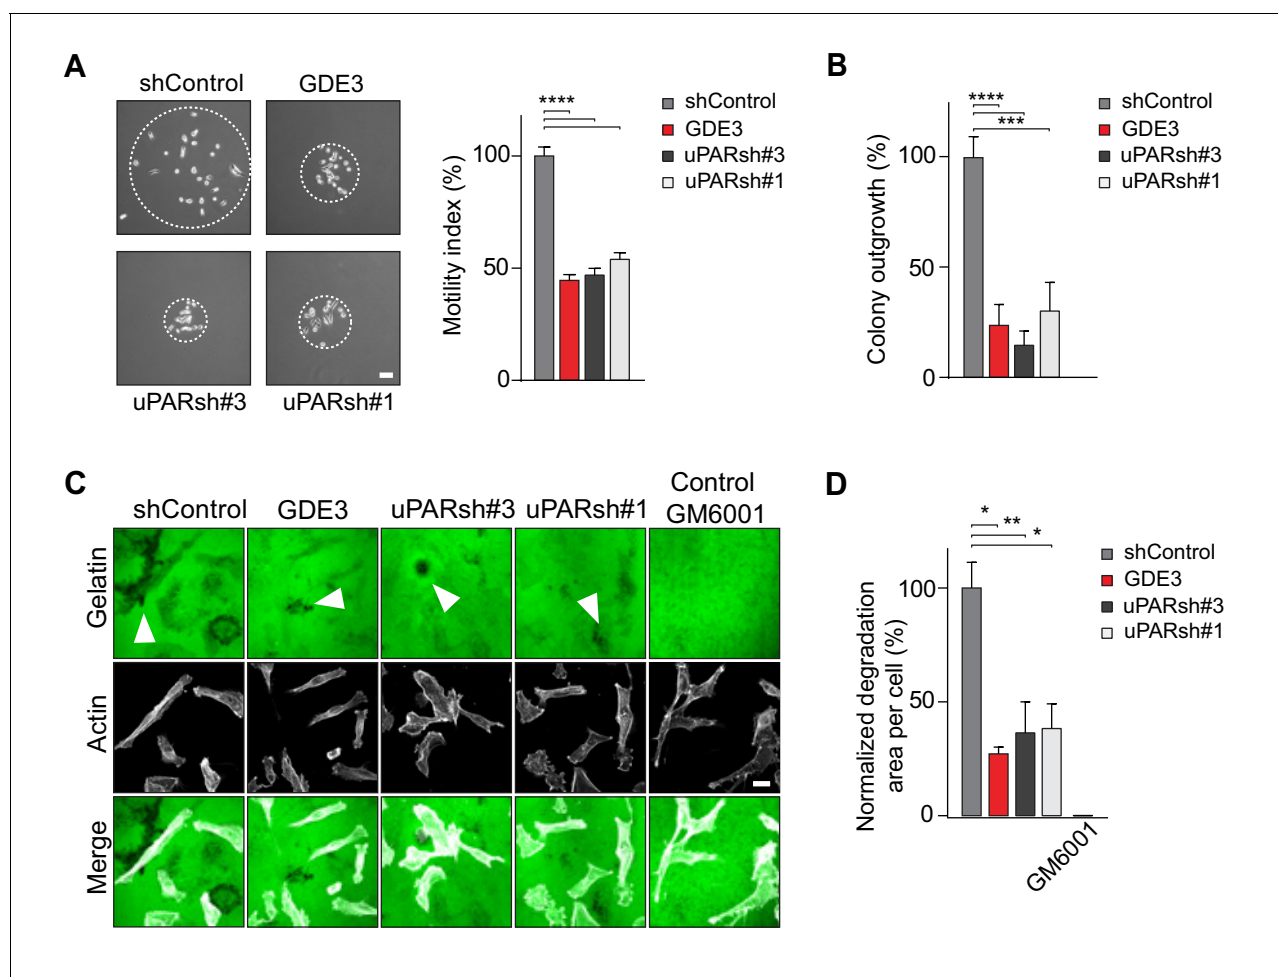 A
shControl
GDE3
uPARsh#3
uPARsh#1
Motility index (%)
100
50
0
****
shControl
GDE3
uPARsh#3
uPARsh#1
B
Colony outgrowth (%)
100
50
0
****
***
shControl
GDE3
uPARsh#3
uPARsh#1
C
shControl
GDE3
uPARsh#3
uPARsh#1
Control
GM6001
Gelatin
Actin
Merge
D
Normalized degradation
area per cell (%)
100
50
0
*
**
*
GM6001
shControl
GDE3
uPARsh#3
uPARsh#1